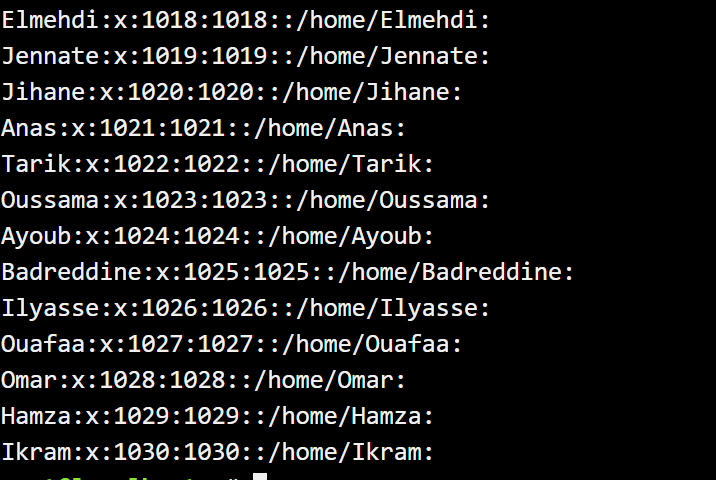 Elmehdi:x:1018:1018::/home/Elmehdi:
Jennate:x:1019:1019::/home/Jennate:
Jihane:x:1020:1020::/home/Jihane:
Anas:x:1021:1021::/home/Anas:
Tarik:x:1022:1022::/home/Tarik:
Oussama:x:1023:1023::/home/Oussama:
Ayoub:x:1024:1024::/home/Ayoub:
Badreddine:x:1025:1025::/home/Badreddine:
Ilyasse:x:1026:1026::/home/Ilyasse:
Ouafaa:x:1027:1027::/home/Ouafaa:
Omar:x:1028:1028::/home/Omar:
Hamza:x:1029:1029::/home/Hamza:
Ikram:x:1030:1030::/home/Ikram: